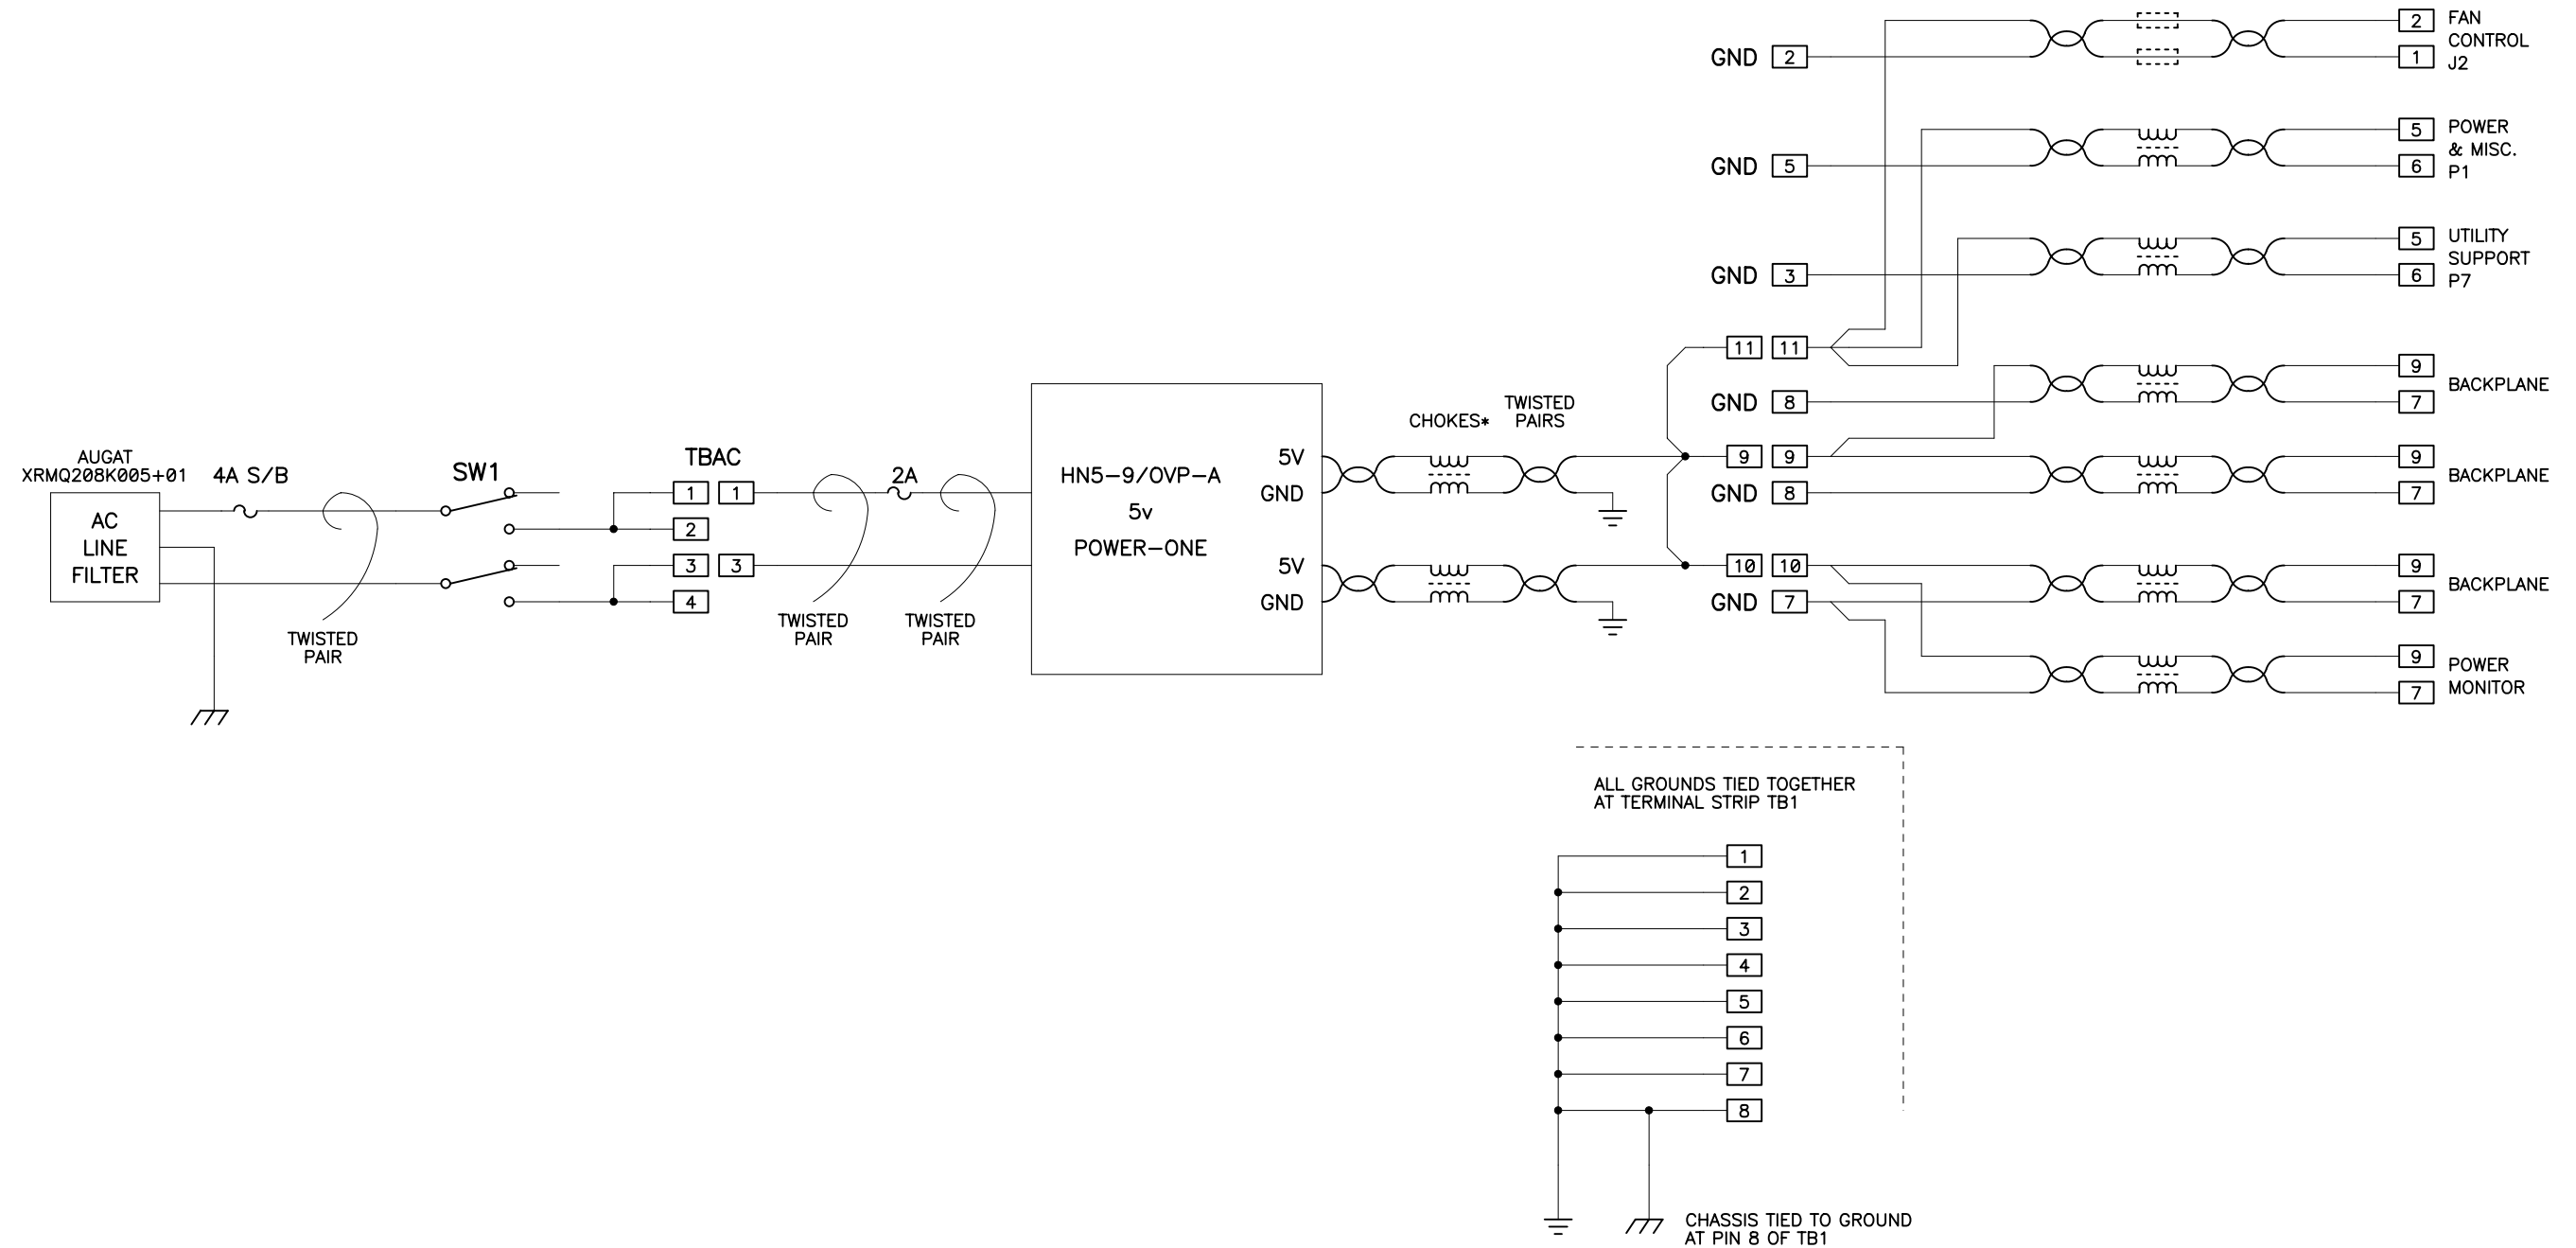 AUGAT
XRMQ208K005+01
AC
LINE
FILTER
4A S/B
TWISTED
PAIR
SW1
TBAC
1 1
2
3 3
4
TWISTED
PAIR
2A
TWISTED
PAIR
HN5-9/OVP-A
5v
POWER-ONE
5V
GND
5V
GND
CHOKES*
TWISTED
PAIRS
GND 2
GND 5
GND 3
11 11
GND 8
9 9
GND 8
10 10
GND 7
2
1
FAN
CONTROL
J2
5
6
POWER
& MISC.
P1
5
6
UTILITY
SUPPORT
P7
9
7
BACKPLANE
9
7
BACKPLANE
9
7
BACKPLANE
9
7
POWER
MONITOR
ALL GROUNDS TIED TOGETHER
AT TERMINAL STRIP TB1
1
2
3
4
5
6
7
8
CHASSIS TIED TO GROUND
AT PIN 8 OF TB1